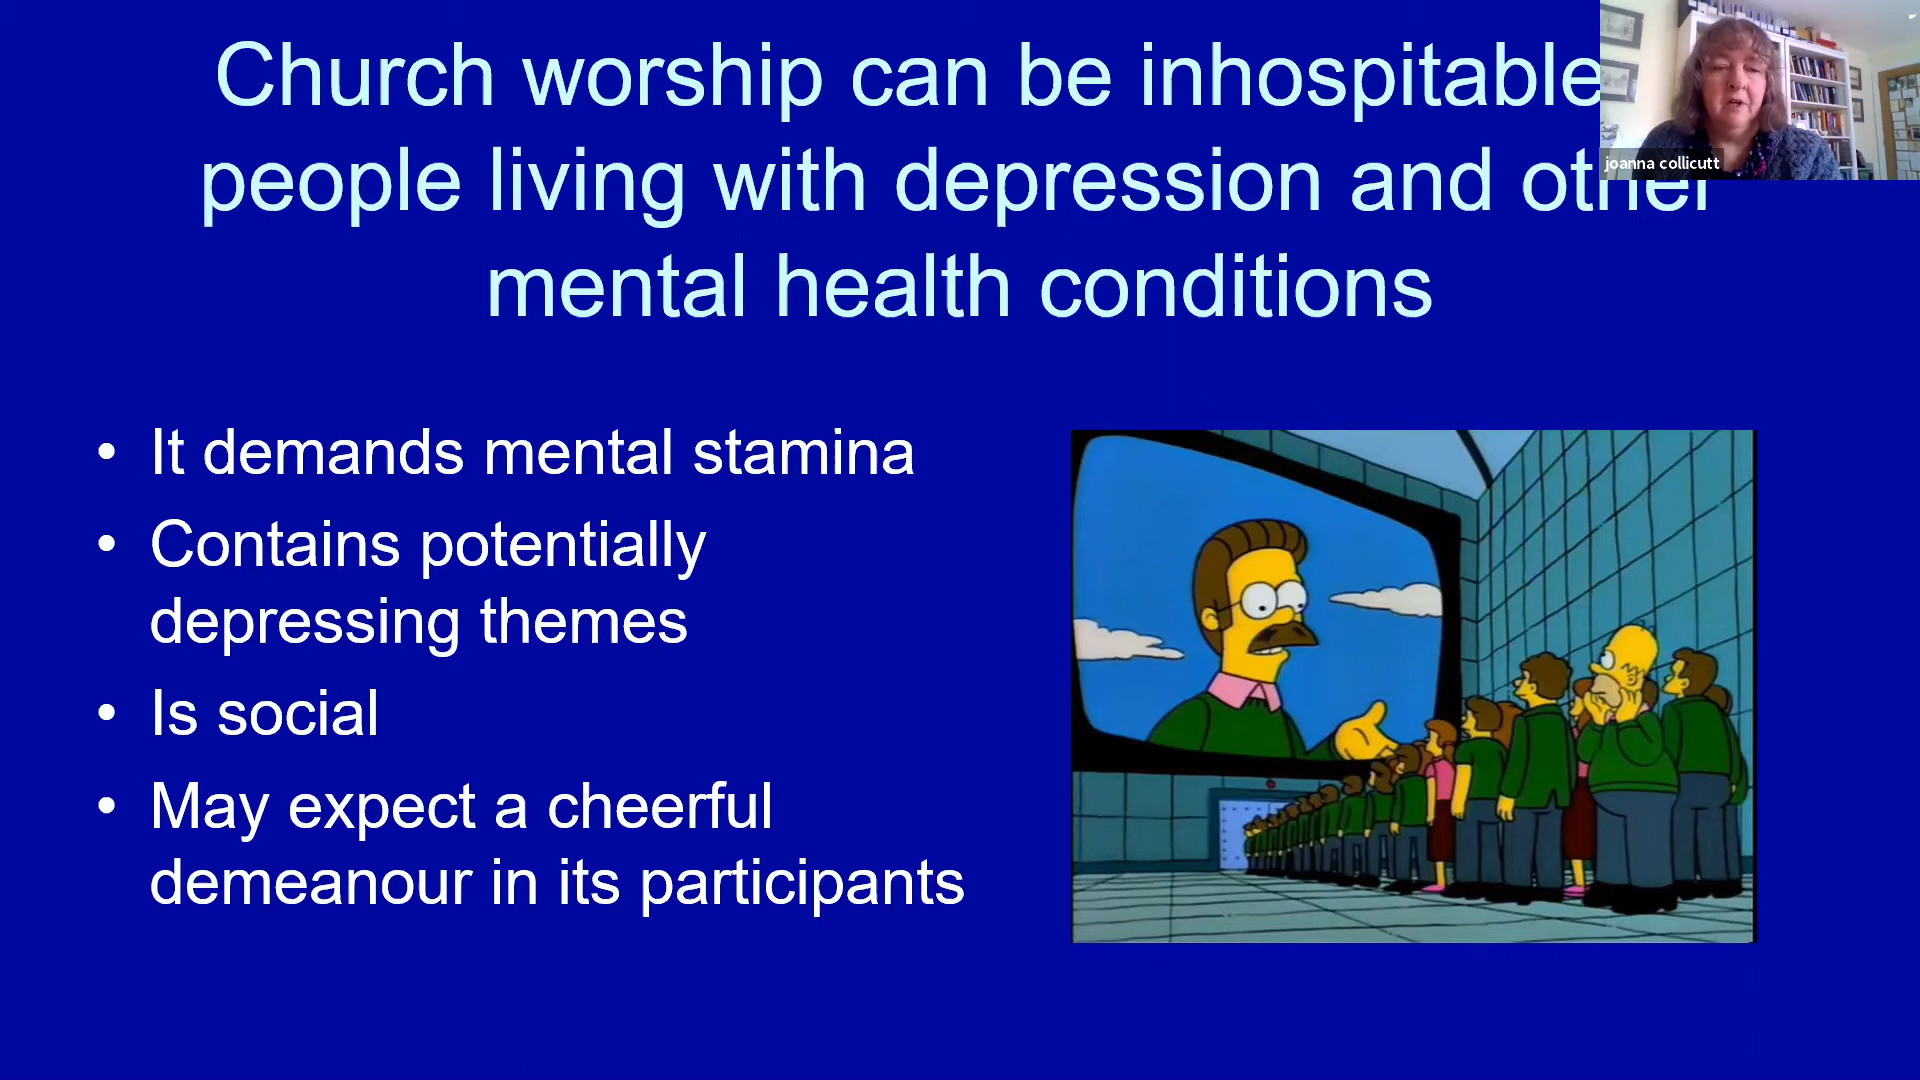 Church worship can be inhospitable
people living with depression and other
mental health conditions
joanna collicutt
• It demands mental stamina
• Contains potentially
depressing themes
• Is social
• May expect a cheerful
demeanour in its participants